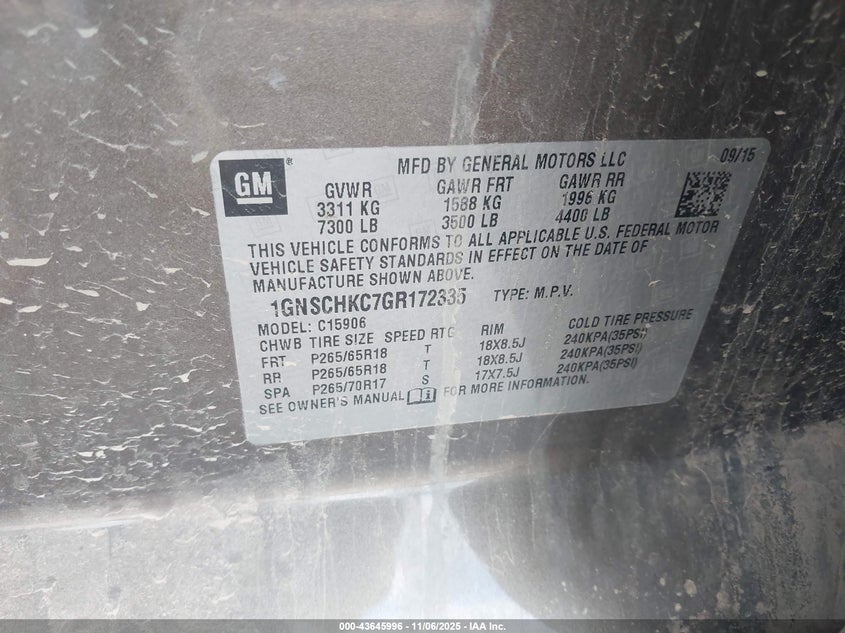 GM ®
MFD BY GENERAL MOTORS LLC 09/15
GVWR GAWR FRT GAWR RR
3311 KG 1588 KG 1996 KG
7300 LB 3500 LB 4400 LB
THIS VEHICLE CONFORMS TO ALL APPLICABLE U.S. FEDERAL MOTOR
VEHICLE SAFETY STANDARDS IN EFFECT ON THE DATE OF
MANUFACTURE SHOWN ABOVE.
1GNSCHKC7GR172335 TYPE: M.P.V.
MODEL: C15906
CHWB TIRE SIZE SPEED RTG RIM COLD TIRE PRESSURE
FRT P265/65R18 T 18X8.5J 240KPA(35PSI)
RR P265/65R18 T 18X8.5J 240KPA(35PSI)
SPA P265/70R17 S 17X7.5J 240KPA(35PSI)
SEE OWNER'S MANUAL FOR MORE INFORMATION.
000-43645996 - 11/06/2025 - IAA Inc.